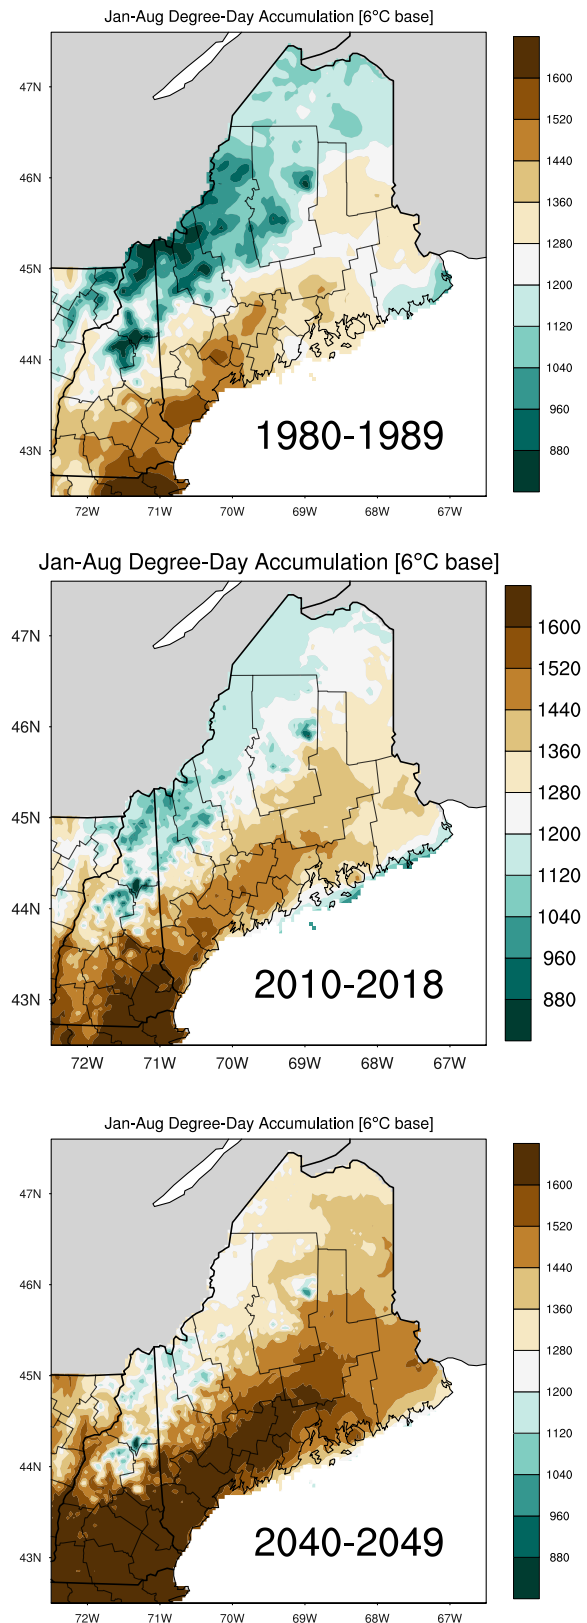 Jan-Aug Degree-Day Accumulation [6°C base]
47N
46N
45N
44N
43N
72W 71W 70W 69W 68W 67W
1980-1989
1600
1520
1440
1360
1280
1200
1120
1040
960
880
Jan-Aug Degree-Day Accumulation [6°C base]
47N
46N
45N
44N
43N
72W 71W 70W 69W 68W 67W
2010-2018
1600
1520
1440
1360
1280
1200
1120
1040
960
880
Jan-Aug Degree-Day Accumulation [6°C base]
47N
46N
45N
44N
43N
72W 71W 70W 69W 68W 67W
2040-2049
1600
1520
1440
1360
1280
1200
1120
1040
960
880